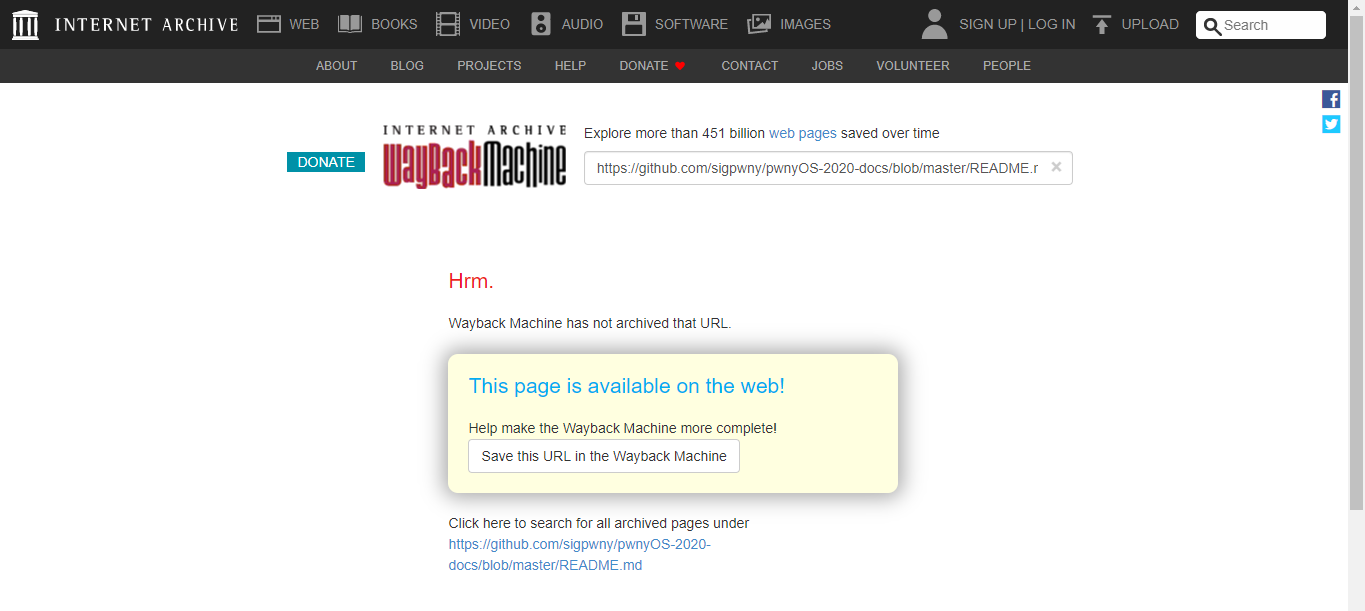 INTERNET ARCHIVE WEB BOOKS VIDEO AUDIO SOFTWARE IMAGES SIGN UP | LOG IN UPLOAD Search
ABOUT BLOG PROJECTS HELP DONATE CONTACT JOBS VOLUNTEER PEOPLE
DONATE
INTERNET ARCHIVE
WayBackMachine
Explore more than 451 billion web pages saved over time
https://github.com/sigpwny/pwnyOS-2020-docs/blob/master/README.r ×
Hrm.
Wayback Machine has not archived that URL.
This page is available on the web!
Help make the Wayback Machine more complete!
Save this URL in the Wayback Machine
Click here to search for all archived pages under
https://github.com/sigpwny/pwnyOS-2020-
docs/blob/master/README.md